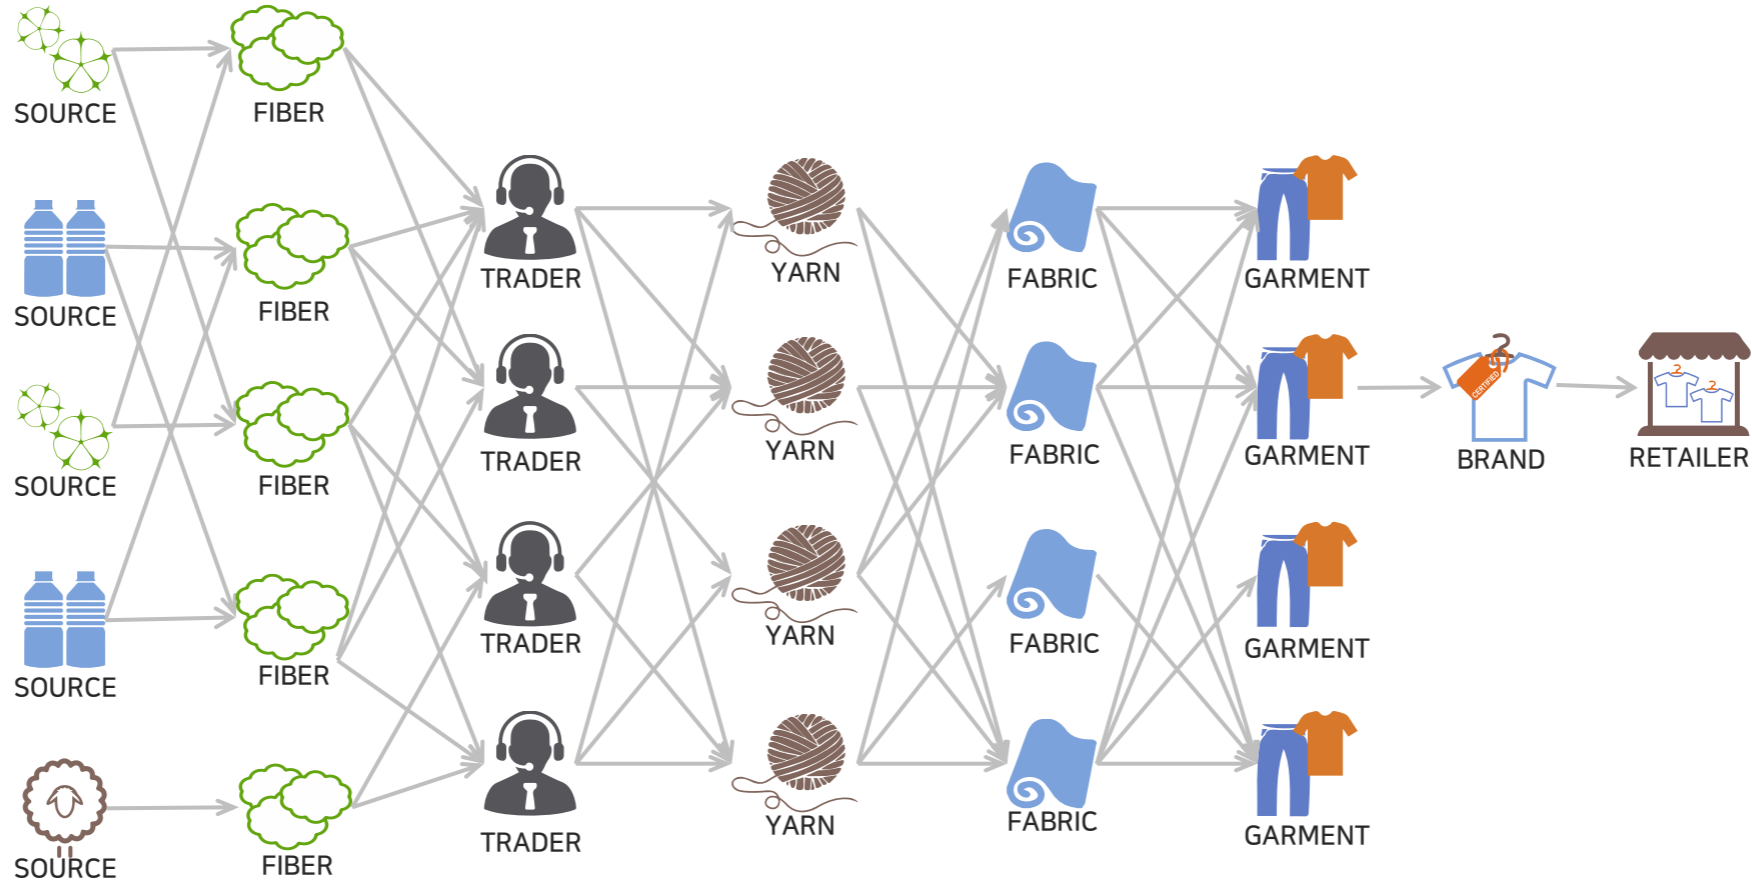 SOURCE
FIBER
TRADER
YARN
FABRIC
GARMENT
SOURCE
FIBER
TRADER
YARN
FABRIC
GARMENT
CERTIFIED
BRAND
RETAILER
SOURCE
FIBER
TRADER
YARN
FABRIC
GARMENT
SOURCE
FIBER
TRADER
YARN
FABRIC
GARMENT
SOURCE
FIBER